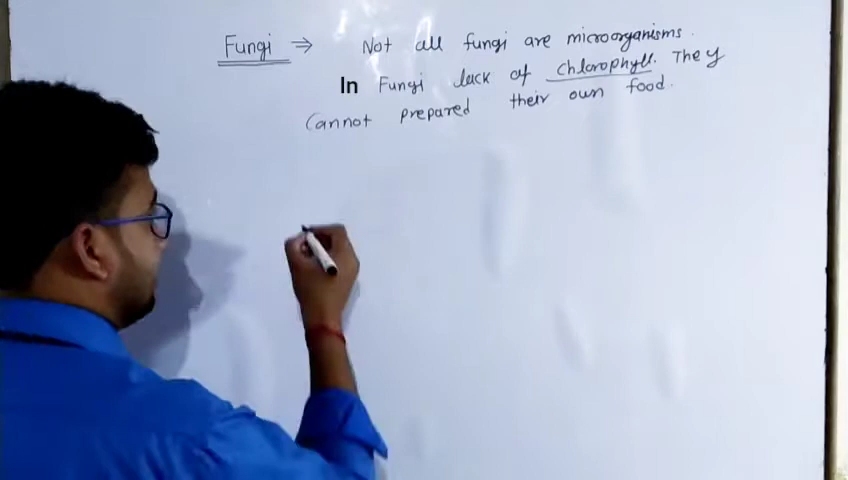 Fungi ⇒ Not all fungi are microorganisms.
In Fungi lack of chlorophyll. They
Cannot prepared their own food.